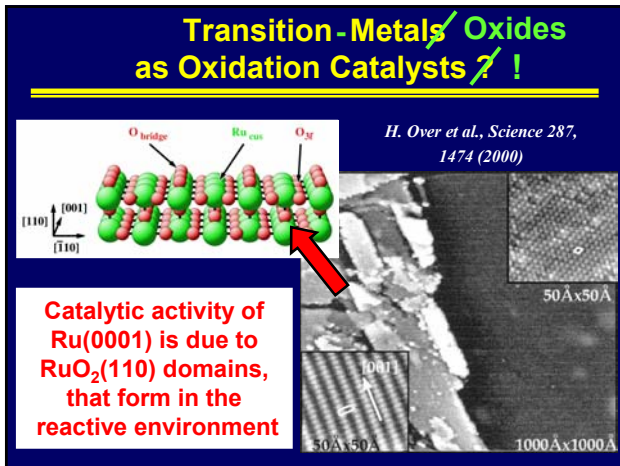 Transition-Metals Oxides
as Oxidation Catalysts ? !
O bridge Ru cus O3f
H. Over et al., Science 287,
1474 (2000)
[110] [001]
[1̅10]
50Åx50Å
Catalytic activity of
Ru(0001) is due to
RuO2(110) domains,
that form in the
reactive environment
[001]
50Åx50Å
1000Åx1000Å